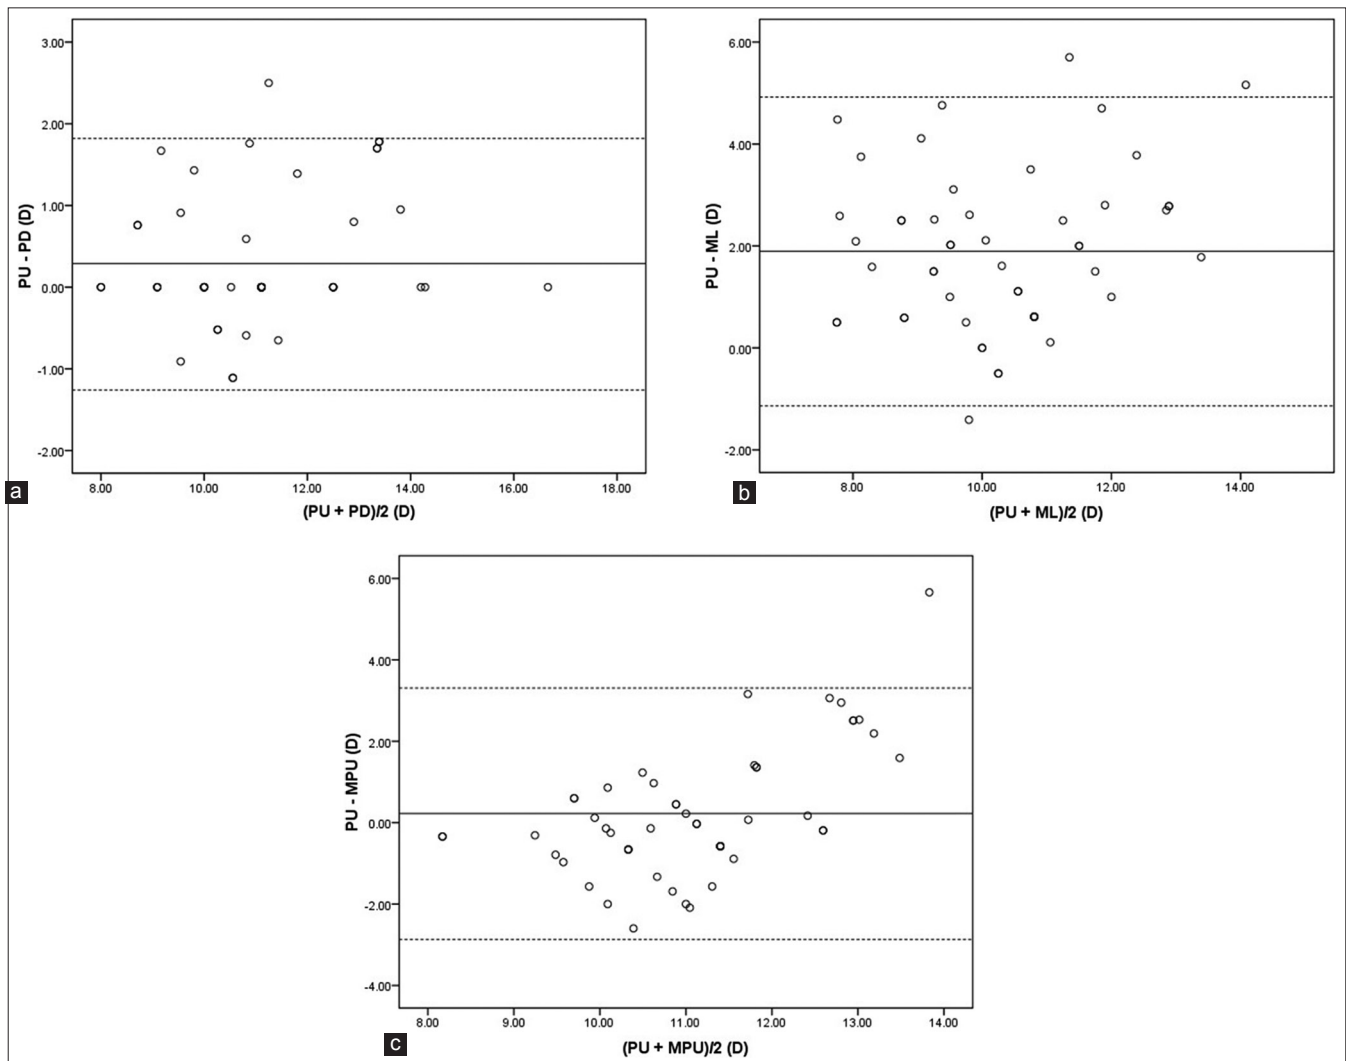 3.00
2.00
1.00
0.00
-1.00
-2.00
PU - PD (D)
8.00 10.00 12.00 14.00 16.00 18.00
(PU + PD)/2 (D)
a
6.00
4.00
2.00
0.00
-2.00
PU - ML (D)
8.00 10.00 12.00 14.00
(PU + ML)/2 (D)
b
6.00
4.00
2.00
0.00
-2.00
-4.00
PU - MPU (D)
8.00 9.00 10.00 11.00 12.00 13.00 14.00
(PU + MPU)/2 (D)
c